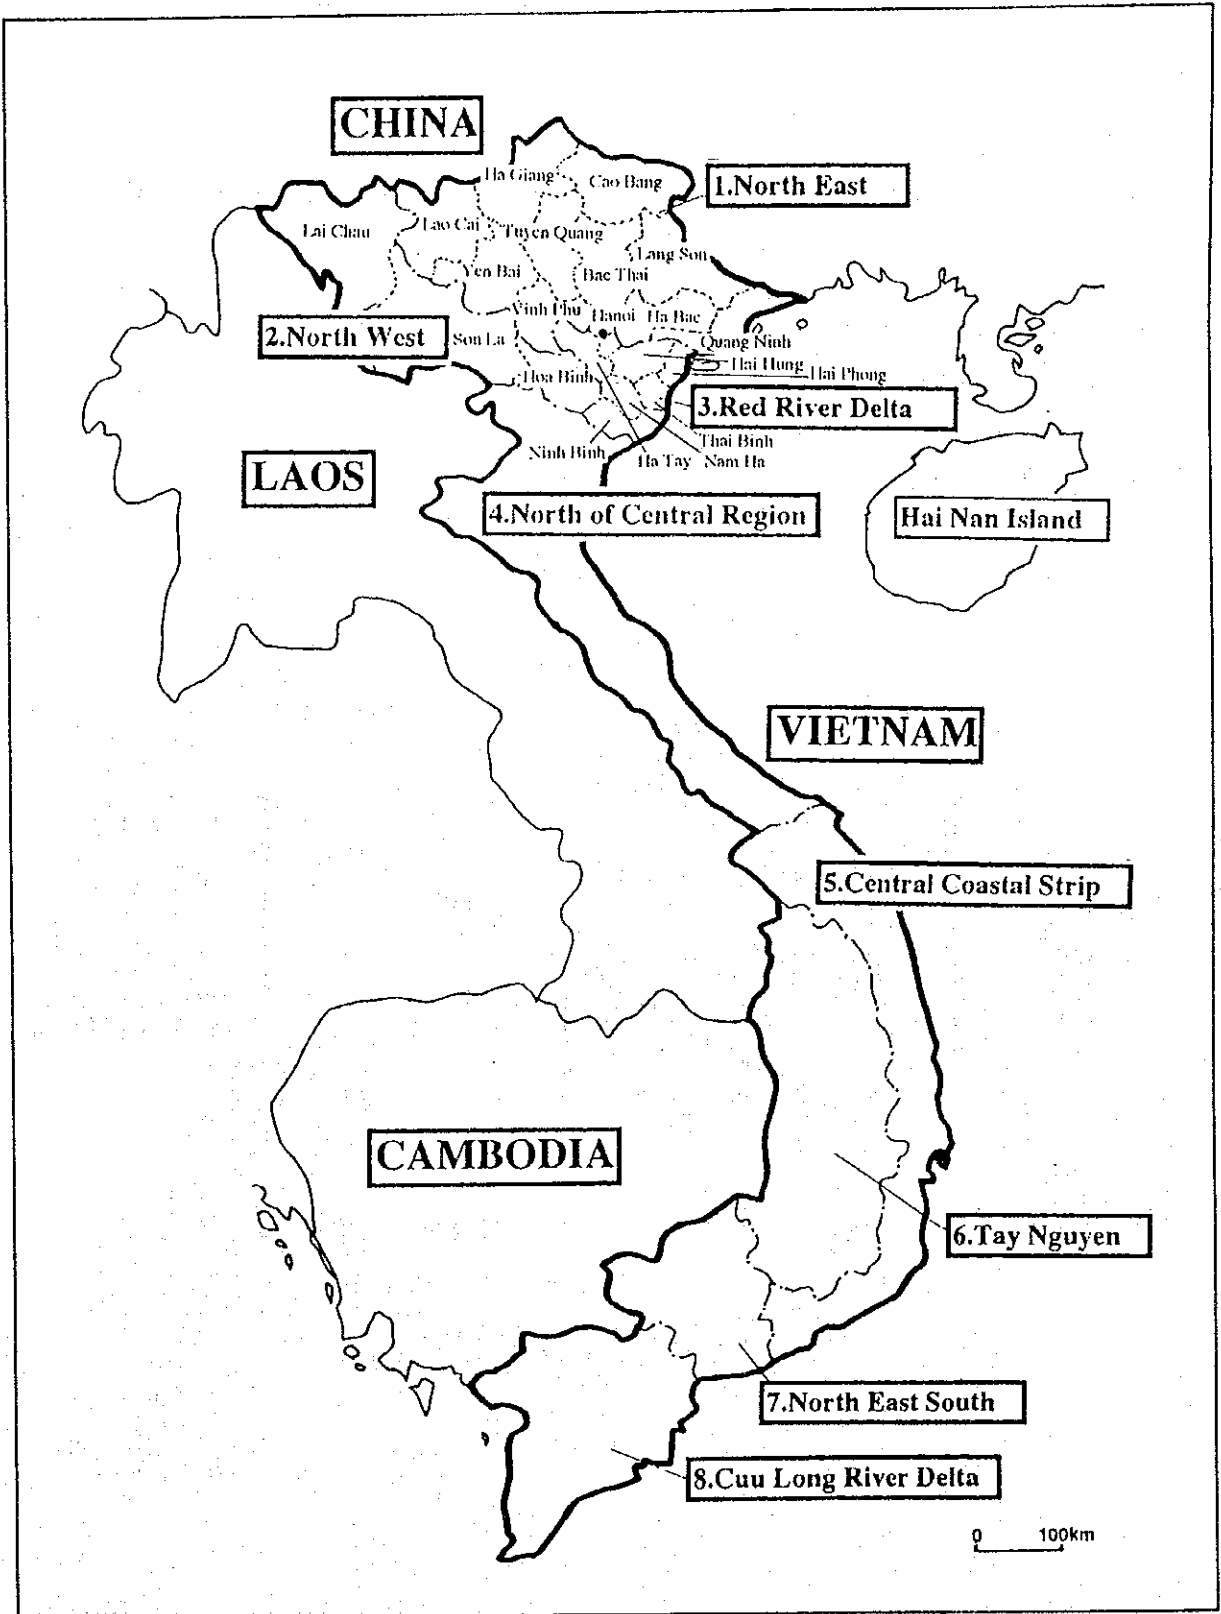 CHINA
Ha Giang
Cao Bang
1.North East
Lai Chau
Lao Cai
Tuyen Quang
Lang Son
Yen Bai
Bac Thai
Vinh Phu
Hanoi
Ha Bac
2.North West
Son La
Quang Ninh
Hai Hung
Hai Phong
Hoa Binh
3.Red River Delta
Thai Binh
Ninh Binh
Ha Tay
Nam Ha
LAOS
4.North of Central Region
Hai Nan Island
VIETNAM
5.Central Coastal Strip
CAMBODIA
6.Tay Nguyen
7.North East South
8.Cuu Long River Delta
0 100km